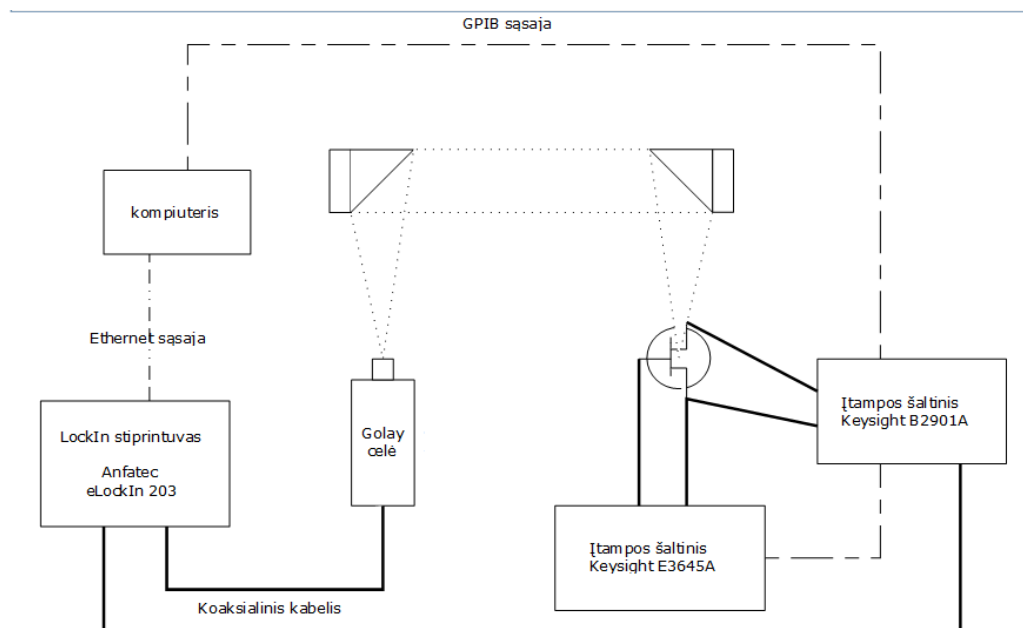 GPIB sąsaja
kompiuteris
Ethernet sąsaja
LockIn stiprintuvas
Anfatec
eLockIn 203
Golay
celė
Įtampos šaltinis
Keysight B2901A
Įtampos šaltinis
Keysight E3645A
Koaksialinis kabelis